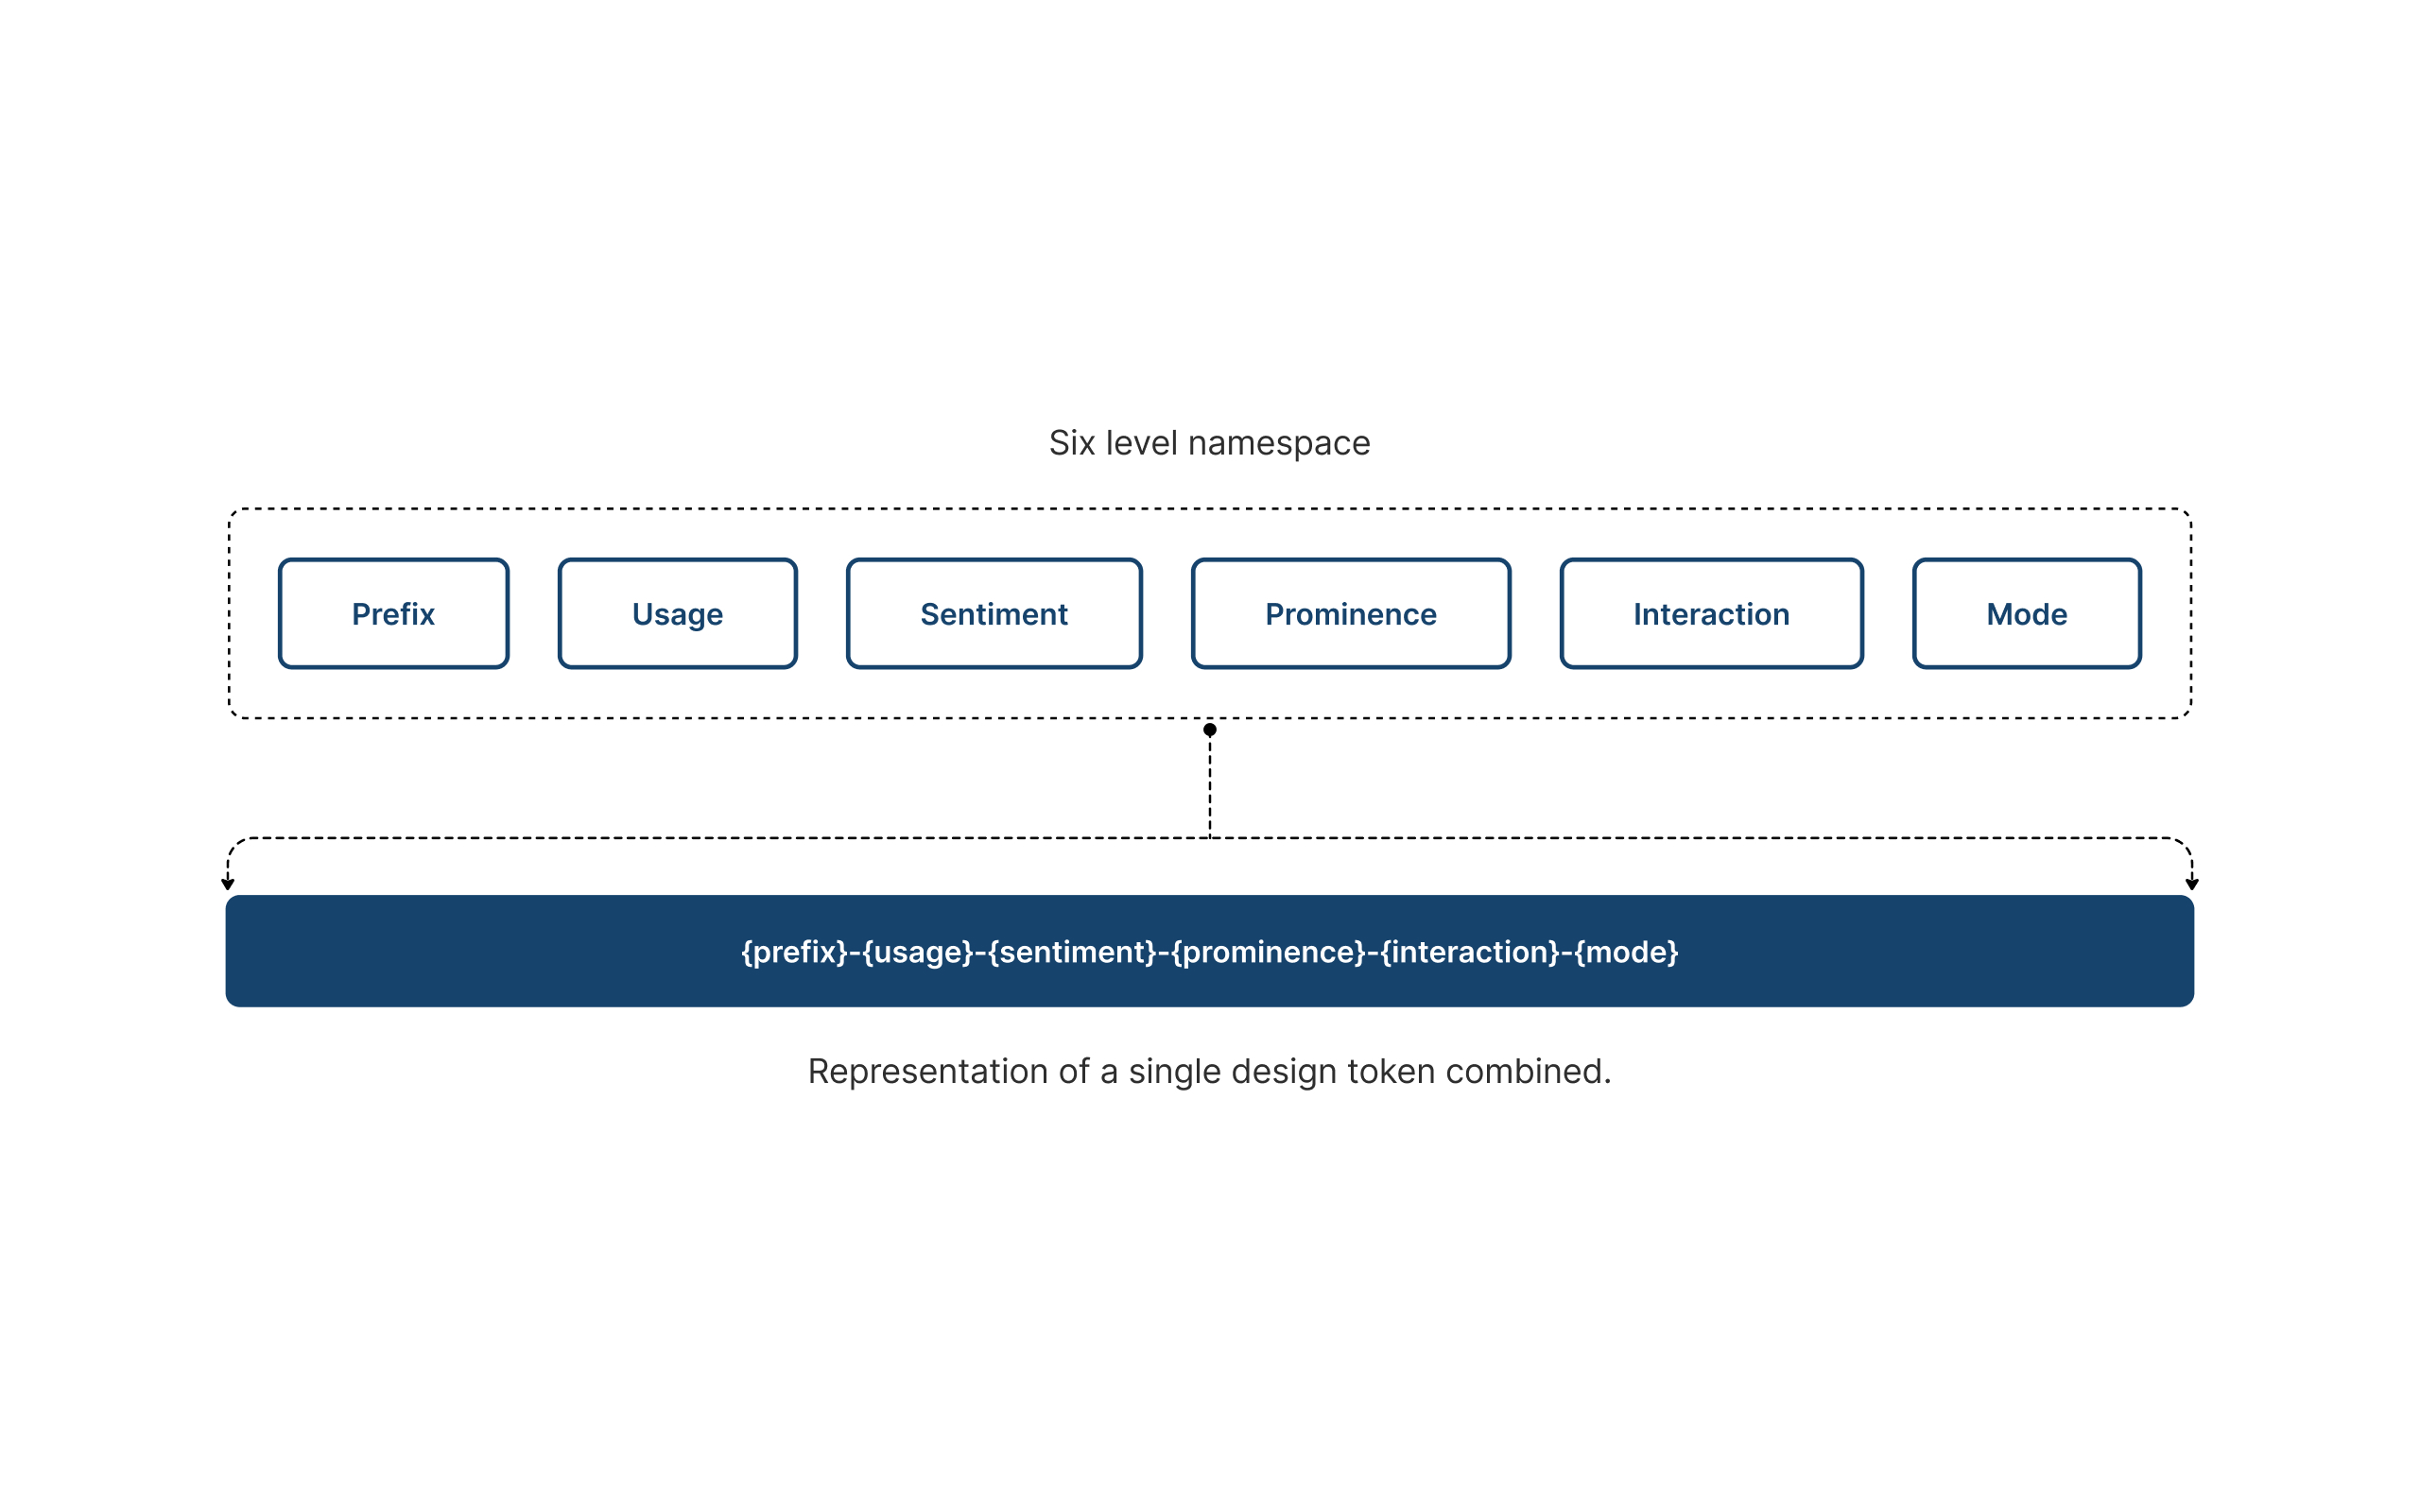 Six level namespace
Prefix
Usage
Sentiment
Prominence
Interaction
Mode
{prefix}-{usage}-{sentiment}-{prominence}-{interaction}-{mode}
Representation of a single design token combined.